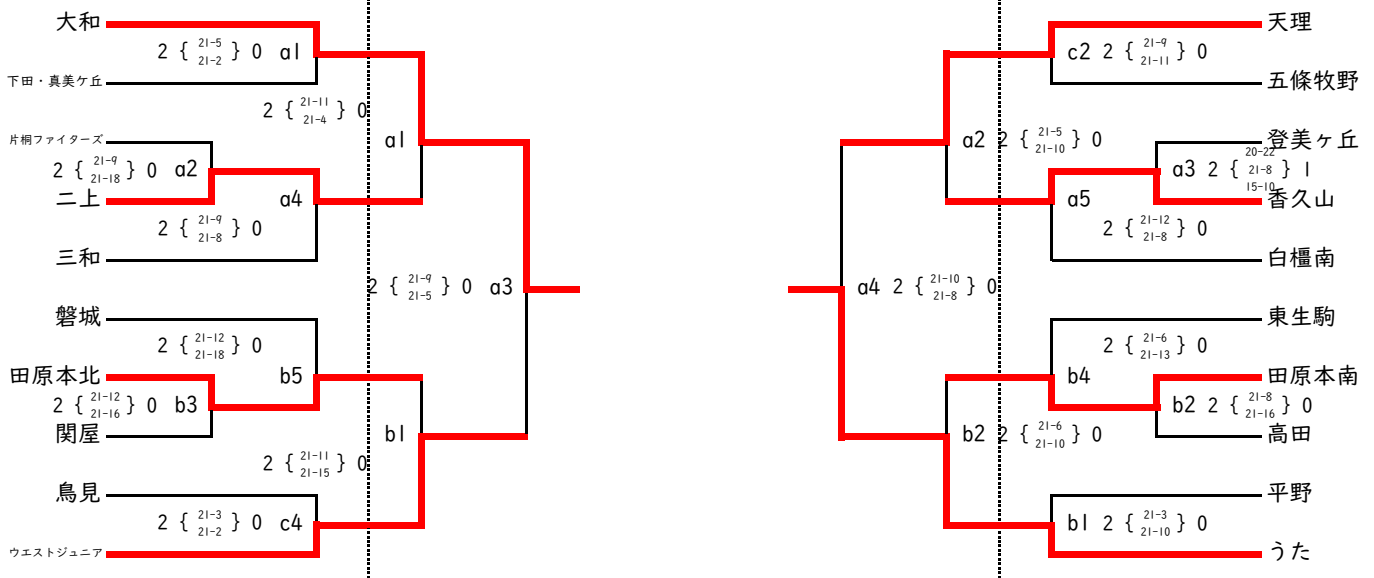 大和
2 { 21-5 21-2 } 0 a1
下田・真美ケ丘
2 { 21-11 21-4 } 0
a1
片桐ファイターズ
2 { 21-9 21-18 } 0 a2
二上
a4
2 { 21-9 21-8 } 0
三和
2 { 21-9 21-5 } 0 a3
磐城
2 { 21-12 21-18 } 0
田原本北
b5
2 { 21-12 21-16 } 0 b3
関屋
b1
2 { 21-11 21-15 } 0
鳥見
2 { 21-3 21-2 } 0 c4
ウエストジュニア
天理
c2 2 { 21-9 21-11 } 0
五條牧野
a2 2 { 21-5 21-10 } 0
登美ヶ丘
a3 2 { 20-22 21-8 15-10 } 1
香久山
a5
2 { 21-12 21-8 } 0
白橿南
a4 2 { 21-10 21-8 } 0
東生駒
2 { 21-6 21-13 } 0
b4
田原本南
b2 2 { 21-8 21-16 } 0
高田
b2 2 { 21-6 21-10 } 0
平野
b1 2 { 21-3 21-10 } 0
うた